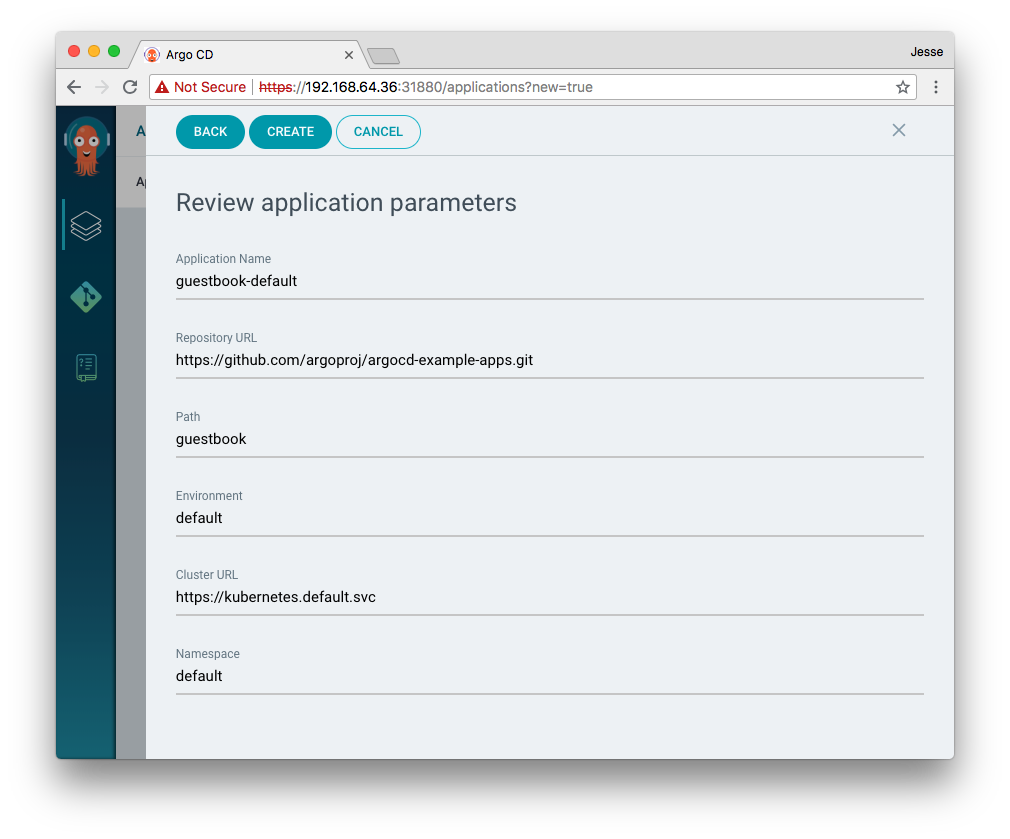 Argo CD
Jesse
Not Secure https://192.168.64.36:31880/applications?new=true
BACK CREATE CANCEL
Review application parameters
Application Name
guestbook-default
Repository URL
https://github.com/argoproj/argocd-example-apps.git
Path
guestbook
Environment
default
Cluster URL
https://kubernetes.default.svc
Namespace
default